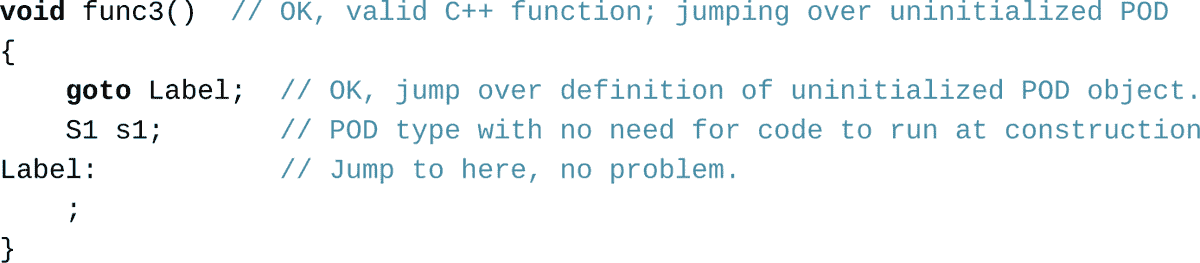 void func3()  // OK, valid C++ function; jumping over uninitialized POD
{
    goto Label;  // OK, jump over definition of uninitialized POD object.
    S1 s1;       // POD type with no need for code to run at construction
Label:           // Jump to here, no problem.
    ;
}